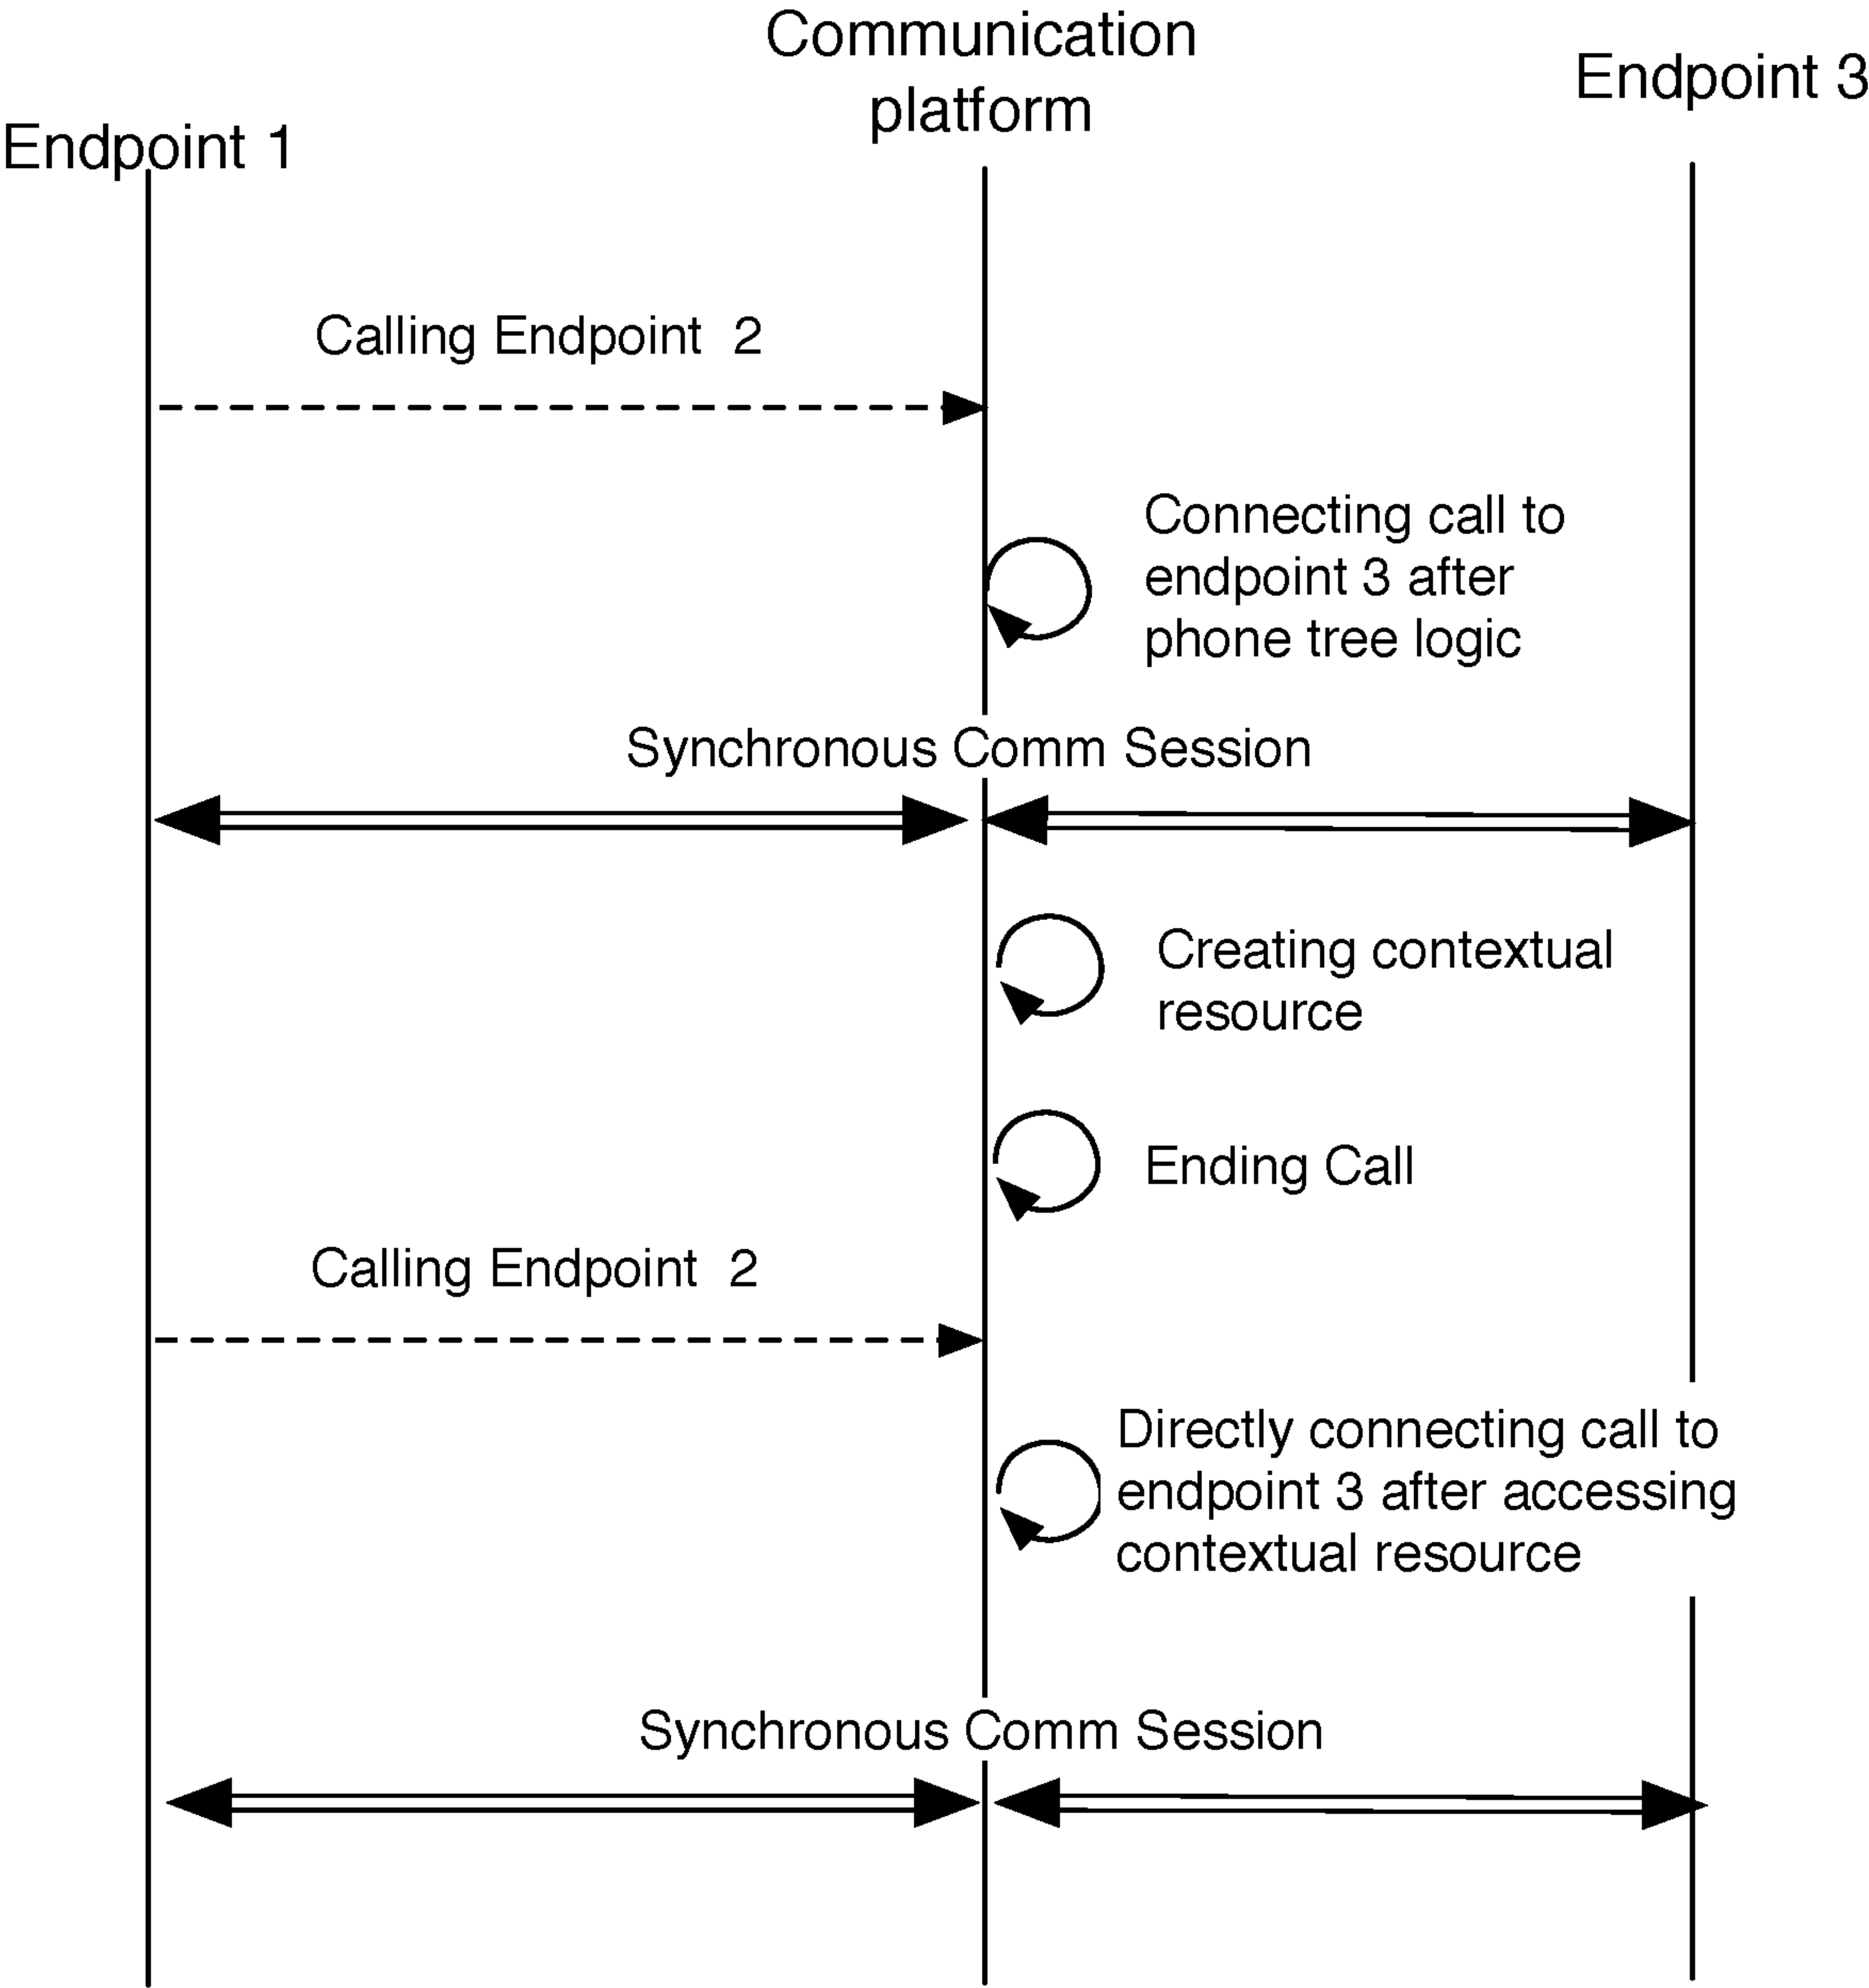 Communication
platform
Endpoint 3
Endpoint 1
Calling Endpoint 2
Connecting call to
endpoint 3 after
phone tree logic
Synchronous Comm Session
Creating contextual
resource
Ending Call
Calling Endpoint 2
Directly connecting call to
endpoint 3 after accessing
contextual resource
Synchronous Comm Session